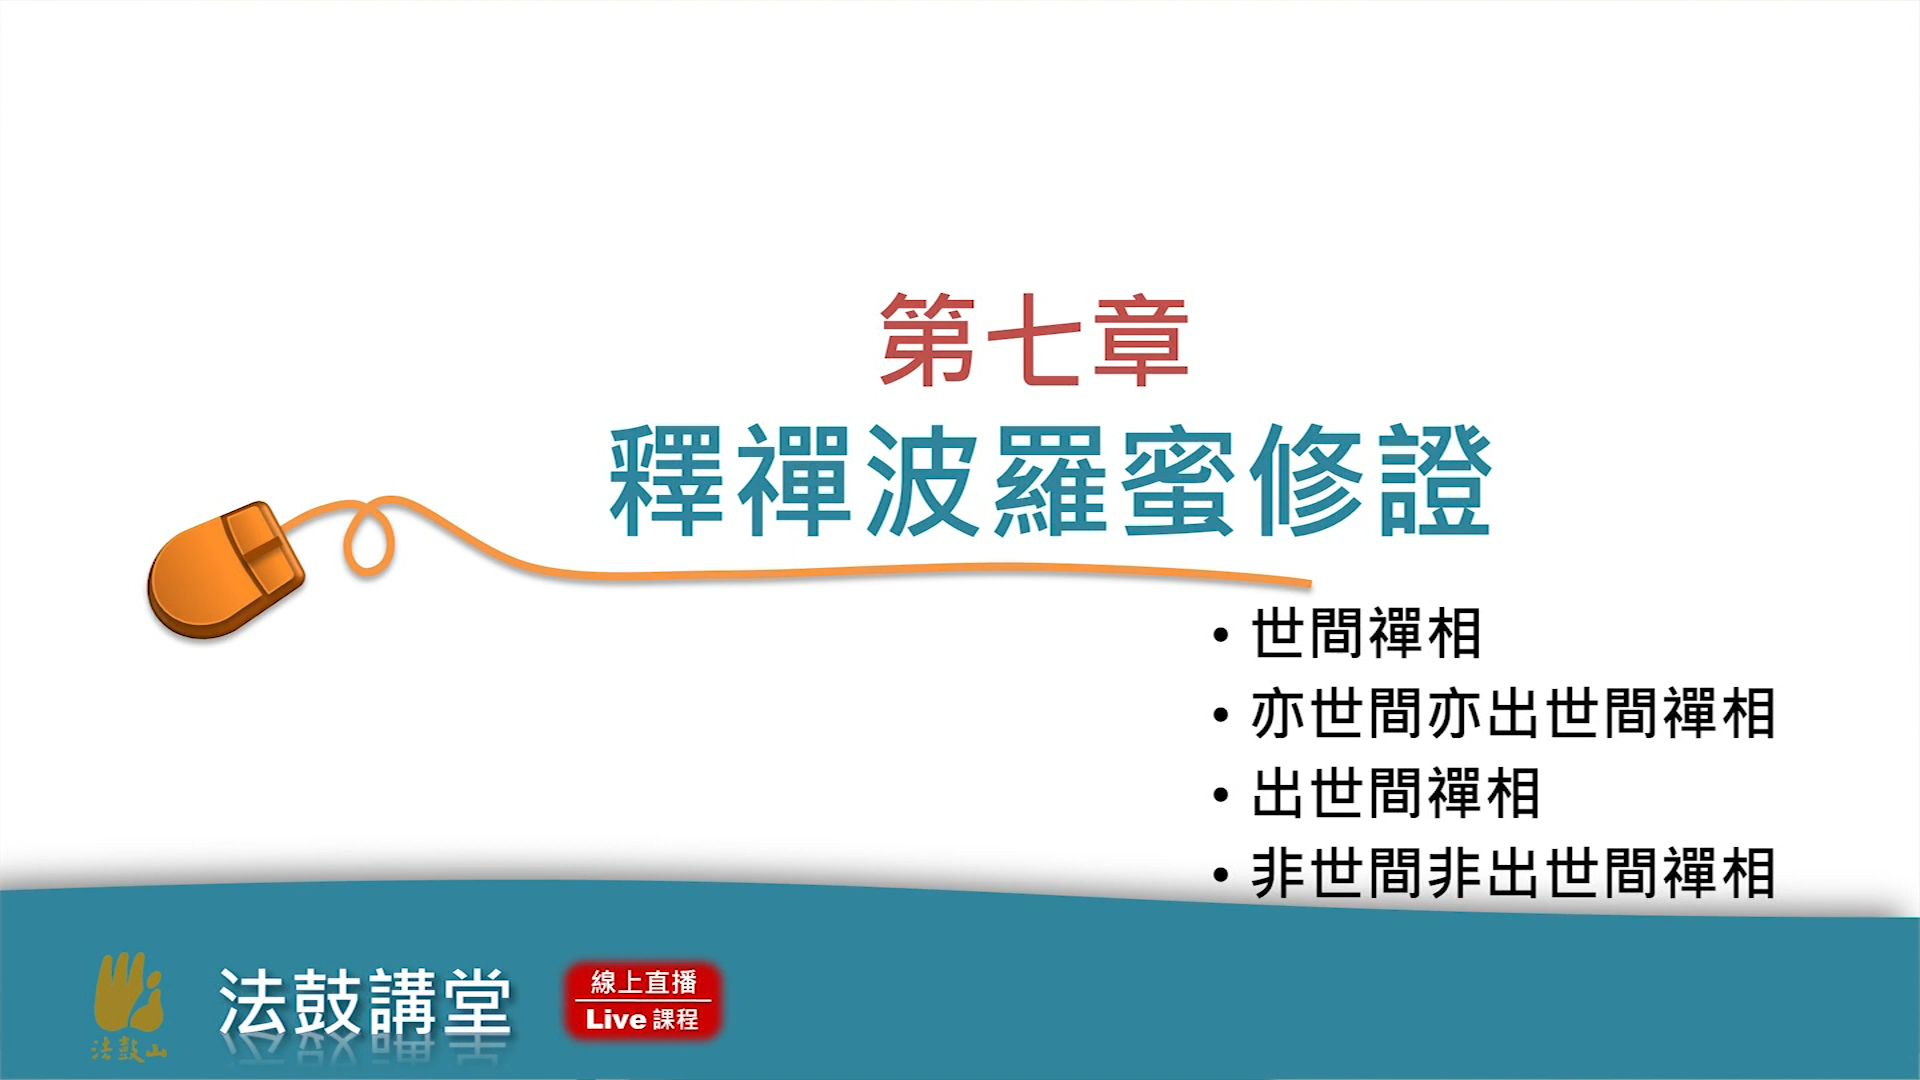 第七章
釋禪波羅蜜修證
• 世間禪相
• 亦世間亦出世間禪相
• 出世間禪相
• 非世間非出世間禪相
法鼓山
法鼓講堂
線上直播
Live 課程